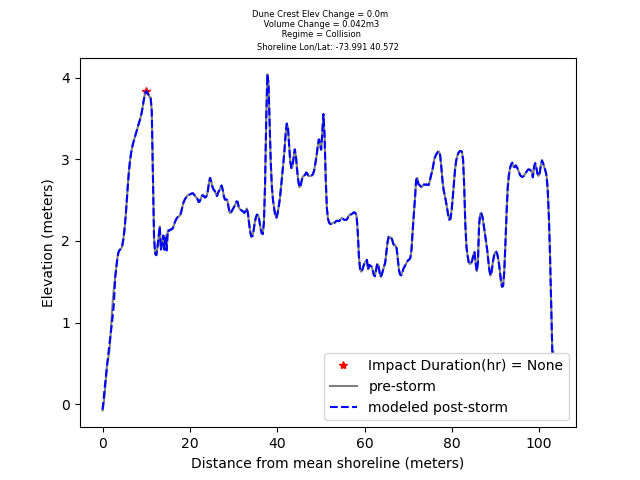 Dune Crest Elev Change = 0.0m
Volume Change = 0.042m3
Regime = Collision
Shoreline Lon/Lat: -73.991 40.572
4
3
2
1
0
Elevation (meters)
Impact Duration(hr) = None
pre-storm
modeled post-storm
0 20 40 60 80 100
Distance from mean shoreline (meters)